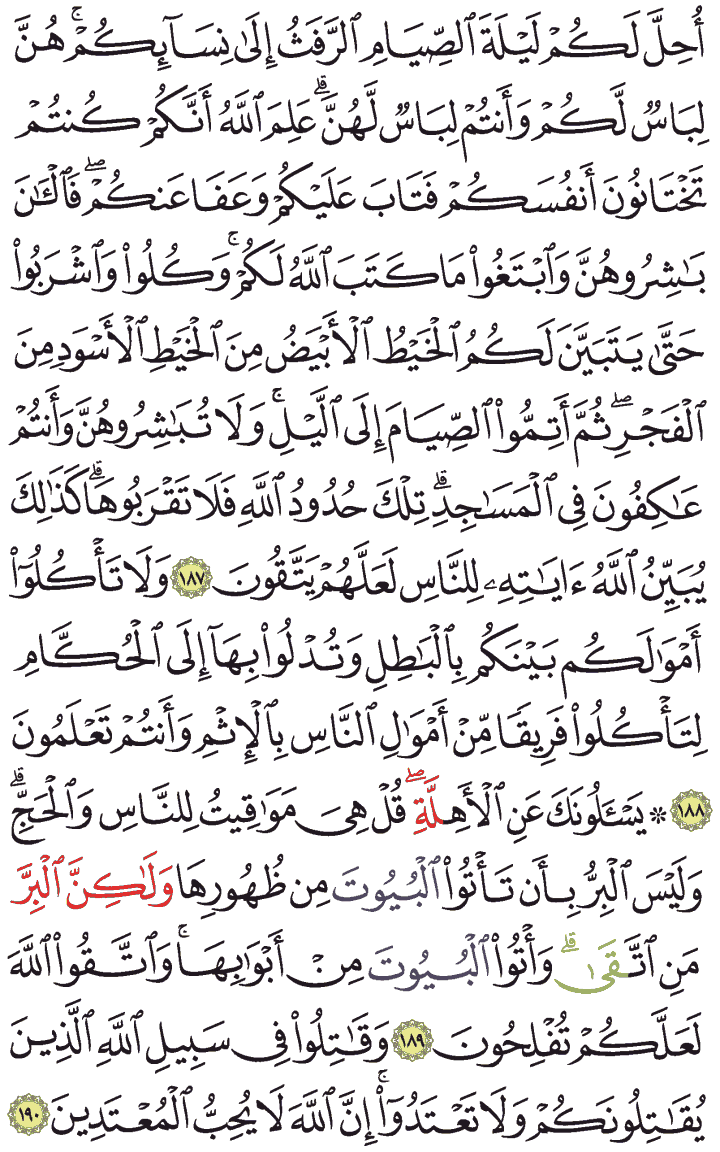 أُحِلَّ لَكُمْ لَيْلَةَ ٱلصِّيَامِ ٱلرَّفَثُ إِلَىٰ نِسَآئِكُمْۚ هُنَّ
لِبَاسٌ لَّكُمْ وَأَنتُمْ لِبَاسٌ لَّهُنَّۗ عَلِمَ ٱللَّهُ أَنَّكُمْ كُنتُمْ
تَخْتَانُونَ أَنفُسَكُمْ فَتَابَ عَلَيْكُمْ وَعَفَا عَنكُمْۖ فَٱلْـَٰٔنَ
بَٰشِرُوهُنَّ وَٱبْتَغُوا۟ مَا كَتَبَ ٱللَّهُ لَكُمْۚ وَكُلُوا۟ وَٱشْرَبُوا۟
حَتَّىٰ يَتَبَيَّنَ لَكُمُ ٱلْخَيْطُ ٱلْأَبْيَضُ مِنَ ٱلْخَيْطِ ٱلْأَسْوَدِ مِنَ
ٱلْفَجْرِۖ ثُمَّ أَتِمُّوا۟ ٱلصِّيَامَ إِلَى ٱلَّيْلِۚ وَلَا تُبَٰشِرُوهُنَّ وَأَنتُمْ
عَٰكِفُونَ فِى ٱلْمَسَٰجِدِۗ تِلْكَ حُدُودُ ٱللَّهِ فَلَا تَقْرَبُوهَاۗ كَذَٰلِكَ
يُبَيِّنُ ٱللَّهُ ءَايَٰتِهِۦ لِلنَّاسِ لَعَلَّهُمْ يَتَّقُونَ ١٨٧ وَلَا تَأْكُلُوٓا۟
أَمْوَٰلَكُم بَيْنَكُم بِٱلْبَٰطِلِ وَتُدْلُوا۟ بِهَآ إِلَى ٱلْحُكَّامِ
لِتَأْكُلُوا۟ فَرِيقًا مِّنْ أَمْوَٰلِ ٱلنَّاسِ بِٱلْإِثْمِ وَأَنتُمْ تَعْلَمُونَ
١٨٨ * يَسْـَٔلُونَكَ عَنِ ٱلْأَهِلَّةِۖ قُلْ هِىَ مَوَٰقِيتُ لِلنَّاسِ وَٱلْحَجِّۗ
وَلَيْسَ ٱلْبِرُّ بِأَن تَأْتُوا۟ ٱلْبُيُوتَ مِن ظُهُورِهَا وَلَٰكِنَّ ٱلْبِرَّ
مَنِ ٱتَّقَىٰۗ وَأْتُوا۟ ٱلْبُيُوتَ مِنْ أَبْوَٰبِهَاۚ وَٱتَّقُوا۟ ٱللَّهَ
لَعَلَّكُمْ تُفْلِحُونَ ١٨٩ وَقَٰتِلُوا۟ فِى سَبِيلِ ٱللَّهِ ٱلَّذِينَ
يُقَٰتِلُونَكُمْ وَلَا تَعْتَدُوٓا۟ۚ إِنَّ ٱللَّهَ لَا يُحِبُّ ٱلْمُعْتَدِينَ ١٩٠